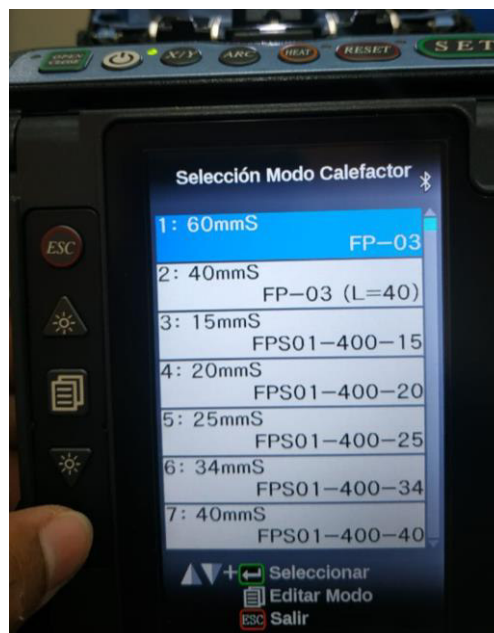 OPEN
CLOSE
X/Y
ARC
HEAT
RESET
SET
Selección Modo Calefactor
ESC
1: 60mmS
FP-03
2: 40mmS
FP-03 (L=40)
3: 15mmS
FPS01-400-15
4: 20mmS
FPS01-400-20
5: 25mmS
FPS01-400-25
6: 34mmS
FPS01-400-34
7: 40mmS
FPS01-400-40
+ Seleccionar
Editar Modo
ESC Salir